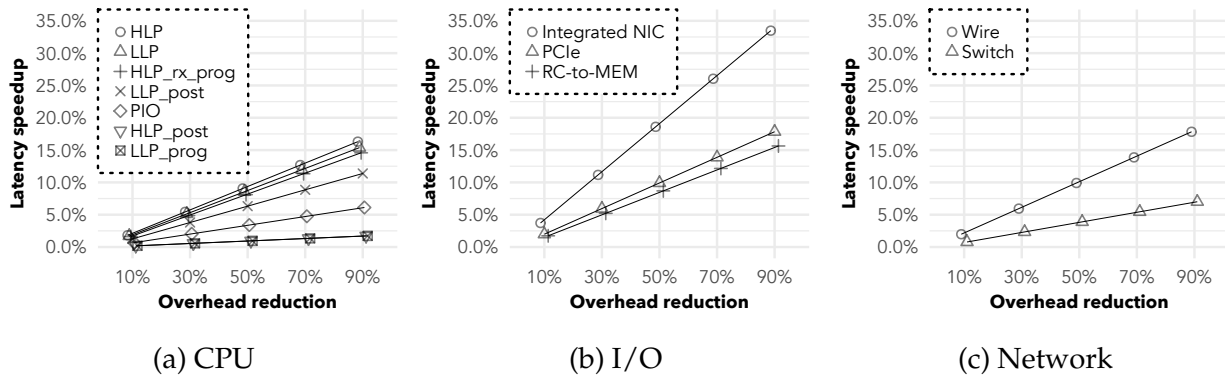 Latency speedup
35.0%
30.0%
25.0%
20.0%
15.0%
10.0%
5.0%
0.0%
HLP
LLP
HLP_rx_prog
LLP_post
PIO
HLP_post
LLP_prog
10% 30% 50% 70% 90%
Overhead reduction
(a) CPU
Latency speedup
35.0%
30.0%
25.0%
20.0%
15.0%
10.0%
5.0%
0.0%
Integrated NIC
PCIe
RC-to-MEM
10% 30% 50% 70% 90%
Overhead reduction
(b) I/O
Latency speedup
35.0%
30.0%
25.0%
20.0%
15.0%
10.0%
5.0%
0.0%
Wire
Switch
10% 30% 50% 70% 90%
Overhead reduction
(c) Network